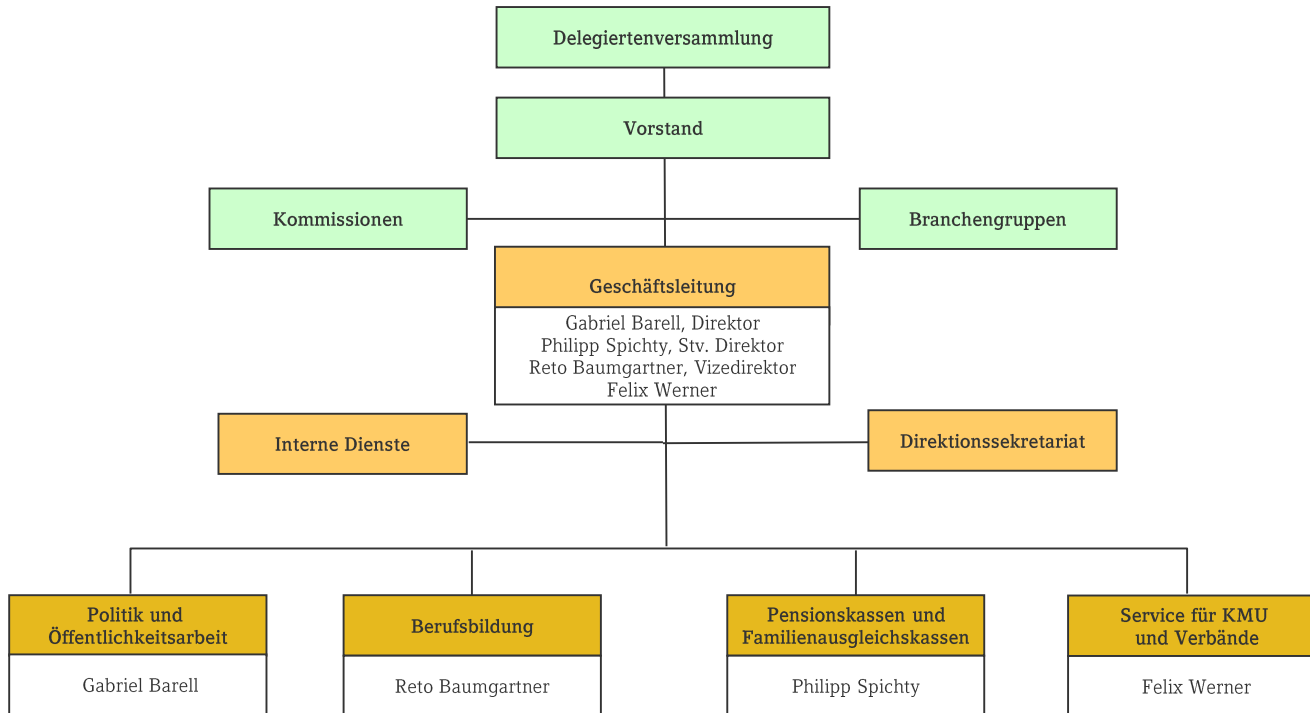 Delegiertenversammlung
Vorstand
Kommissionen
Branchengruppen
Geschäftsleitung
Gabriel Barell, Direktor
Philipp Spichty, Stv. Direktor
Reto Baumgartner, Vizedirektor
Felix Werner
Interne Dienste
Direktionssekretariat
Politik und
Öffentlichkeitsarbeit
Gabriel Barell
Berufsbildung
Reto Baumgartner
Pensionskassen und
Familienausgleichskassen
Philipp Spichty
Service für KMU
und Verbände
Felix Werner